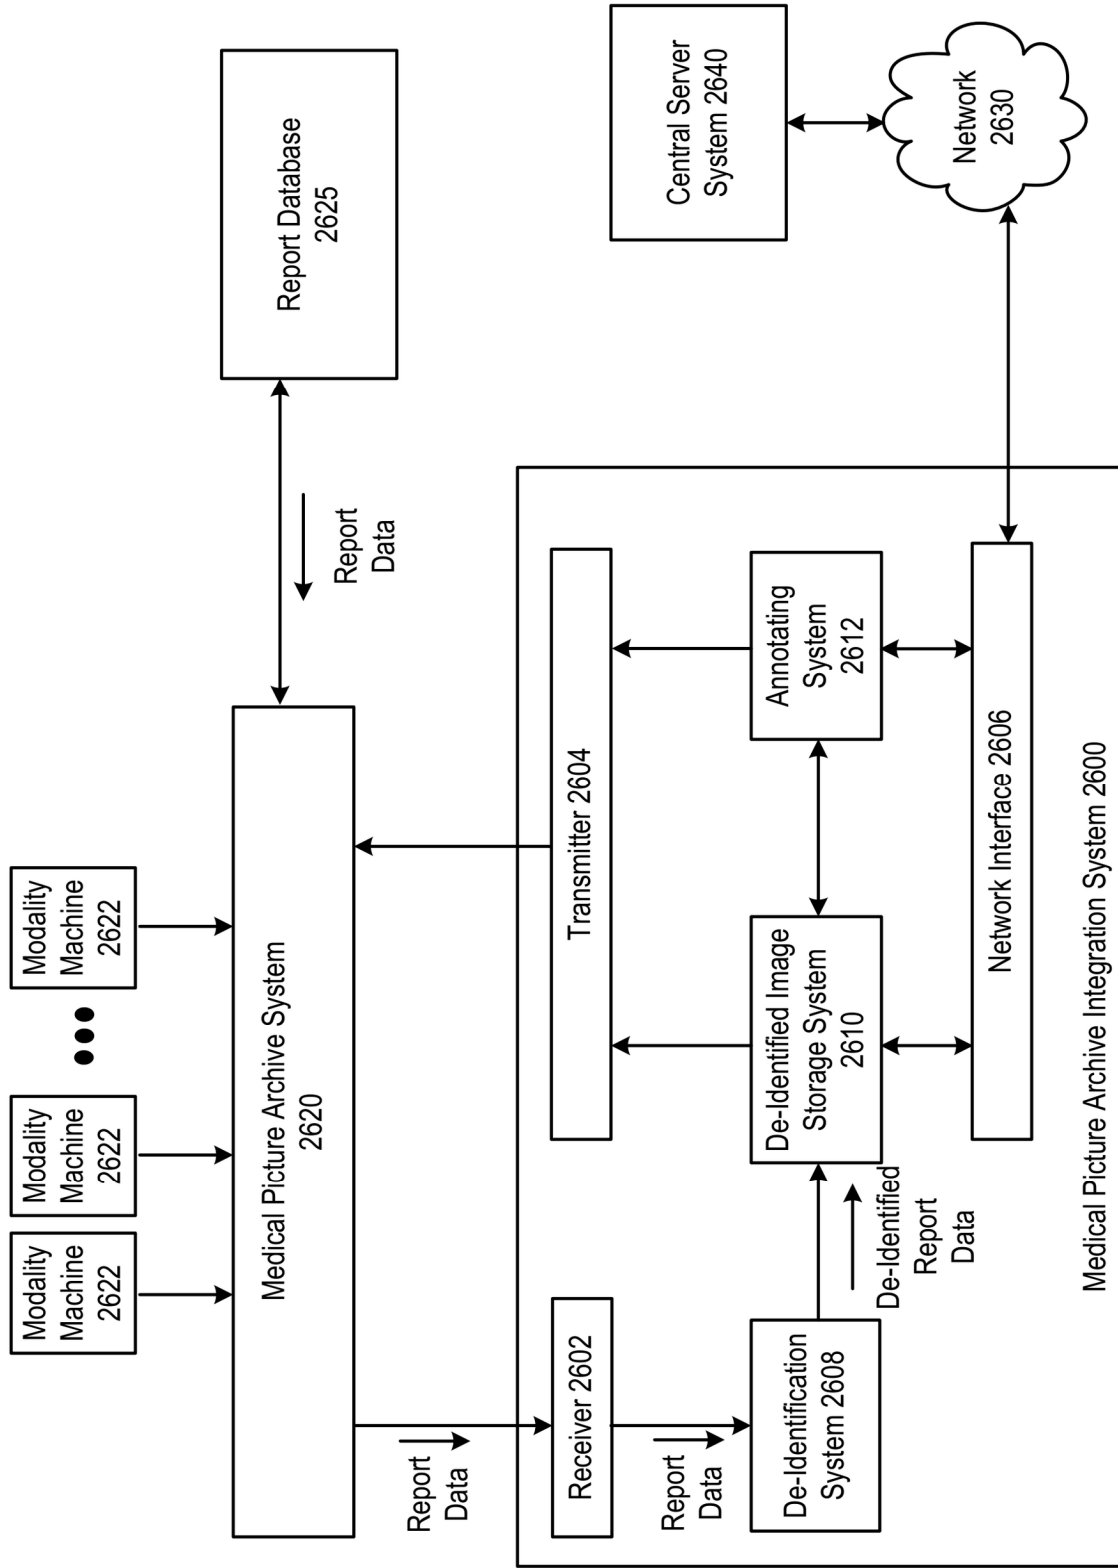 Modality
Machine
2622
Modality
Machine
2622
Modality
Machine
2622
Medical Picture Archive System
2620
Report Database
2625
Report
Data
Report
Data
Receiver 2602
Report
Data
De-Identification
System 2608
De-Identified
Report
Data
Transmitter 2604
De-Identified Image
Storage System
2610
Annotating
System
2612
Network Interface 2606
Medical Picture Archive Integration System 2600
Central Server
System 2640
Network
2630